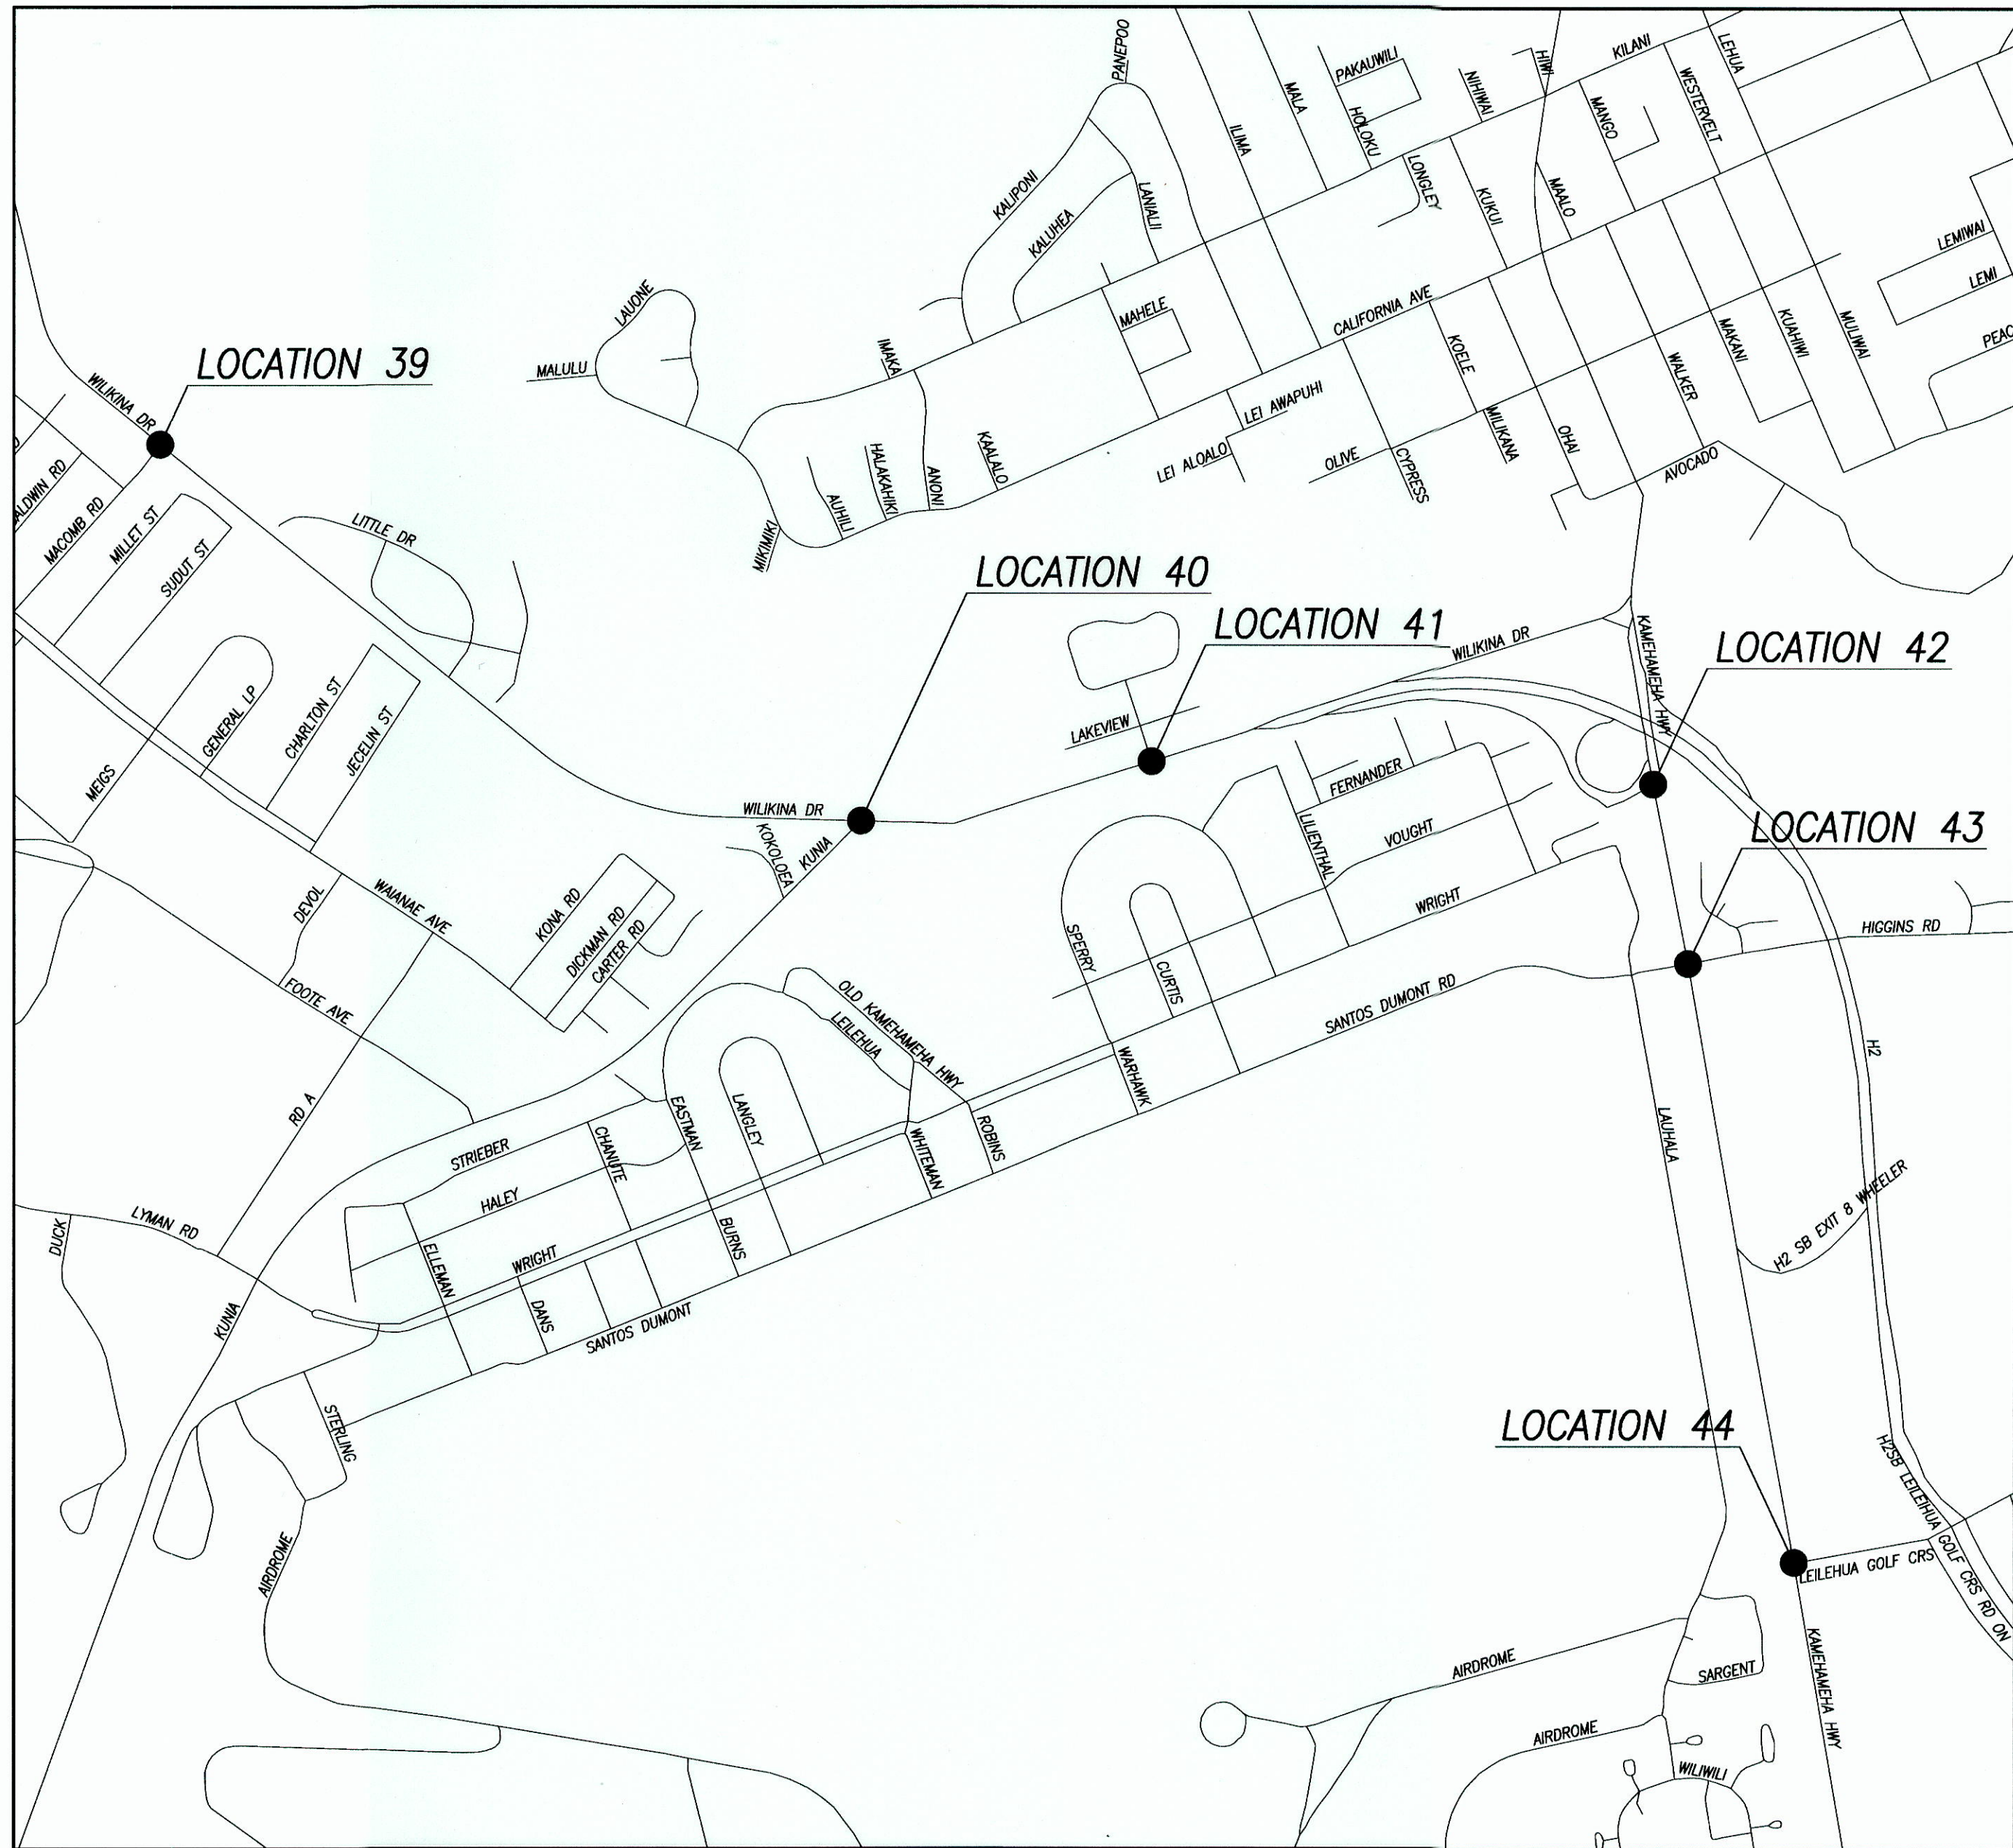 PANEPOO
PAKAUWILI
KILANI
LEHUA
HIWI
NIHIWAI
MALA
WESTERVELT
MANGO
HOLOKU
ILIMA
LONGLEY
KALIPONI
LANIALII
KUKUI
MAALO
KALUHEA
LEMIWAI
LEMI
LAUONE
MAHELE
CALIFORNIA AVE
MAKANI
KUAHIWI
MULIWAI
IMAKA
KOELE
WALKER
LOCATION 39
MALULU
WILIKINA DR
LEI AWAPUHI
MILIKANA
OHAI
LEI ALOALO
OLIVE
CYPRESS
AVOCADO
HALAKAHIKI
KAALALO
ANONI
AUHILI
MIKIMIKI
MACOMB RD
MILLET ST
SUDUT ST
LITTLE DR
LOCATION 40
LOCATION 41
WILIKINA DR
KAMEHAMEHA HWY
LOCATION 42
GENERAL LP
CHARLTON ST
JECELIN ST
MEIGS
LAKEVIEW
FERNANDER
WILIKINA DR
KOKOLOEA
KUNIA
LILIENTHAL
VOUGHT
LOCATION 43
DEVOL
WAIANAE AVE
KONA RD
DICKMAN RD
CARTER RD
WRIGHT
HIGGINS RD
SPERRY
CURTIS
SANTOS DUMONT RD
FOOTE AVE
OLD KAMEHAMEHA HWY
LEILEHUA
H2
RD A
WARHAWK
EASTMAN
LANGLEY
STRIEBER
CHANUTE
WHITEMAN
ROBINS
LAUHALA
HALEY
H2 SB EXIT 8 WHEELER
LYMAN RD
DUCK
ELLEMAN
WRIGHT
BURNS
KUNIA
DANS
SANTOS DUMONT
STERLING
LOCATION 44
H2SB LEILEIHUA GOLF CRS RD ON
LEILEHUA GOLF CRS
AIRDROME
AIRDROME
SARGENT
KAMEHAMEHA HWY
AIRDROME
WILIWILI